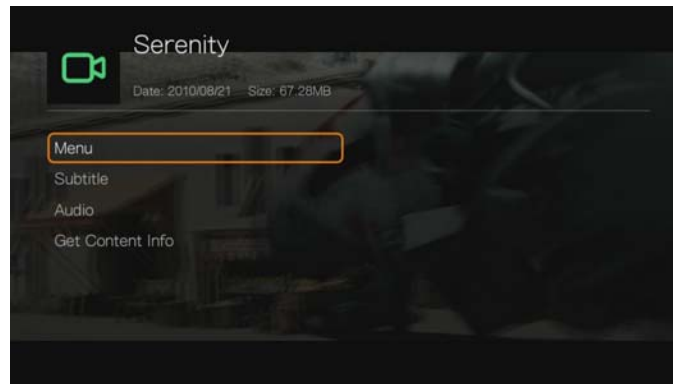 Serenity
Date: 2010/08/21 Size: 67.28MB
Menu
Subtitle
Audio
Get Content Info